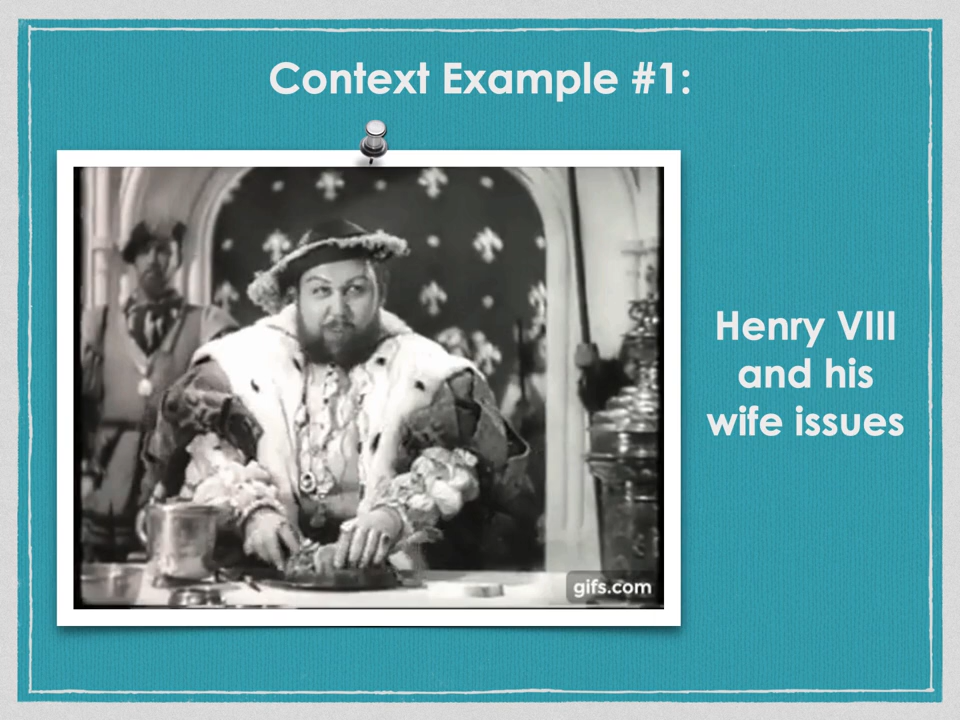 Context Example #1:
Henry VIII
and his
wife issues
gifs.com